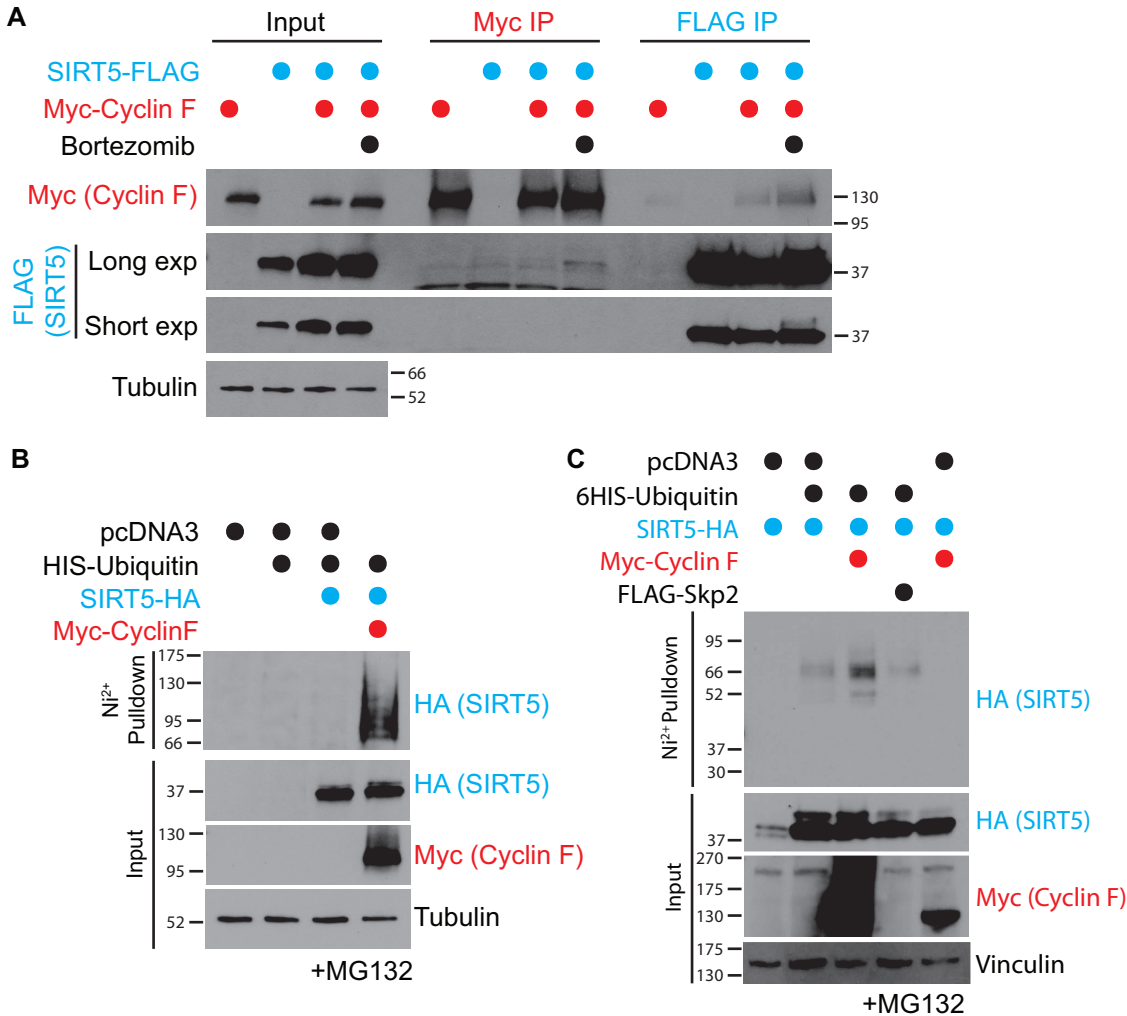 A
Input Myc IP FLAG IP
SIRT5-FLAG
Myc-Cyclin F
Bortezomib
Myc (Cyclin F)
130
95
FLAG
(SIRT5)
Long exp
37
Short exp
37
Tubulin
66
52
B
pcDNA3
HIS-Ubiquitin
SIRT5-HA
Myc-CyclinF
Ni2+
Pulldown
175
130
95
66
HA (SIRT5)
Input
37
HA (SIRT5)
130
95
Myc (Cyclin F)
52
Tubulin
+MG132
C
pcDNA3
6HIS-Ubiquitin
SIRT5-HA
Myc-Cyclin F
FLAG-Skp2
Ni2+ Pulldown
95
66
52
37
30
HA (SIRT5)
Input
37
HA (SIRT5)
270
175
130
Myc (Cyclin F)
175
130
Vinculin
+MG132